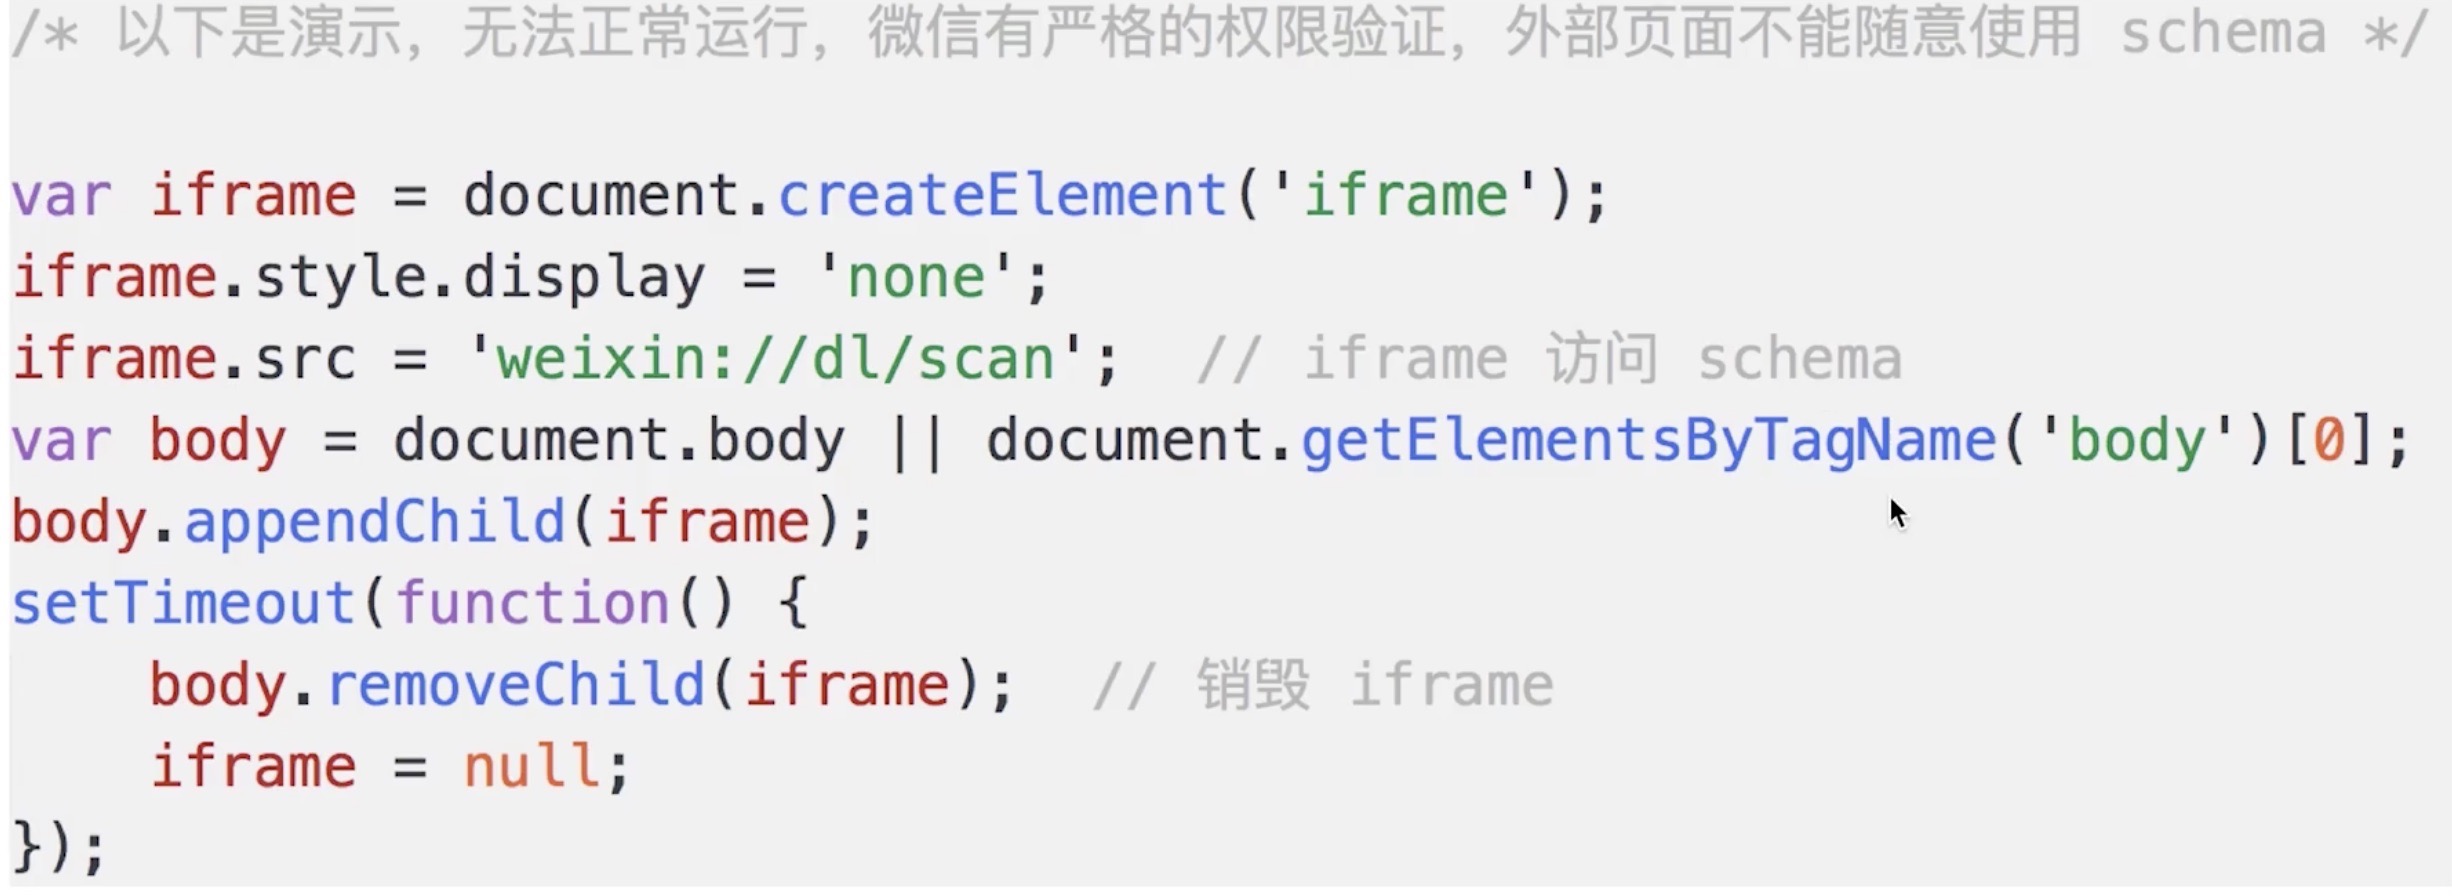 /* 以下是演示，无法正常运行，微信有严格的权限验证，外部页面不能随意使用 schema */
var iframe = document.createElement('iframe');
iframe.style.display = 'none';
iframe.src = 'weixin://dl/scan';  // iframe 访问 schema
var body = document.body || document.getElementsByTagName('body')[0];
body.appendChild(iframe);
setTimeout(function() {
    body.removeChild(iframe);  // 销毁 iframe
    iframe = null;
});